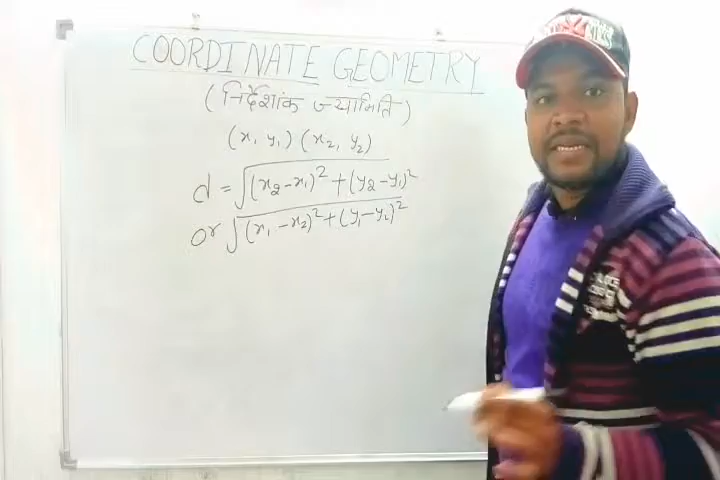 COORDINATE GEOMETRY
(निर्देशांक ज्यामिति)
(x₁ y₁) (x₂, y₂)
d = √(x₂-x₁)² + (y₂-y₁)²
or √(x₁-x₂)² + (y₁-y₂)²